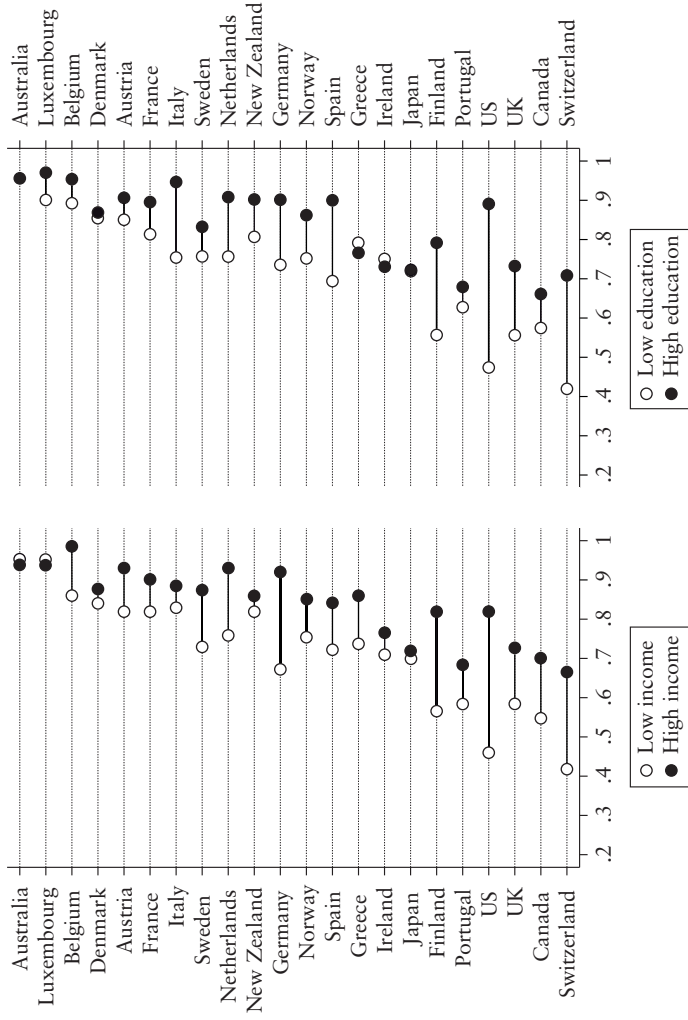 Australia
Luxembourg
Belgium
Denmark
Austria
France
Italy
Sweden
Netherlands
New Zealand
Germany
Norway
Spain
Greece
Ireland
Japan
Finland
Portugal
US
UK
Canada
Switzerland
.2 .3 .4 .5 .6 .7 .8 .9 1
Low income
High income
Australia
Luxembourg
Belgium
Denmark
Austria
France
Italy
Sweden
Netherlands
New Zealand
Germany
Norway
Spain
Greece
Ireland
Japan
Finland
Portugal
US
UK
Canada
Switzerland
.2 .3 .4 .5 .6 .7 .8 .9 1
Low education
High education